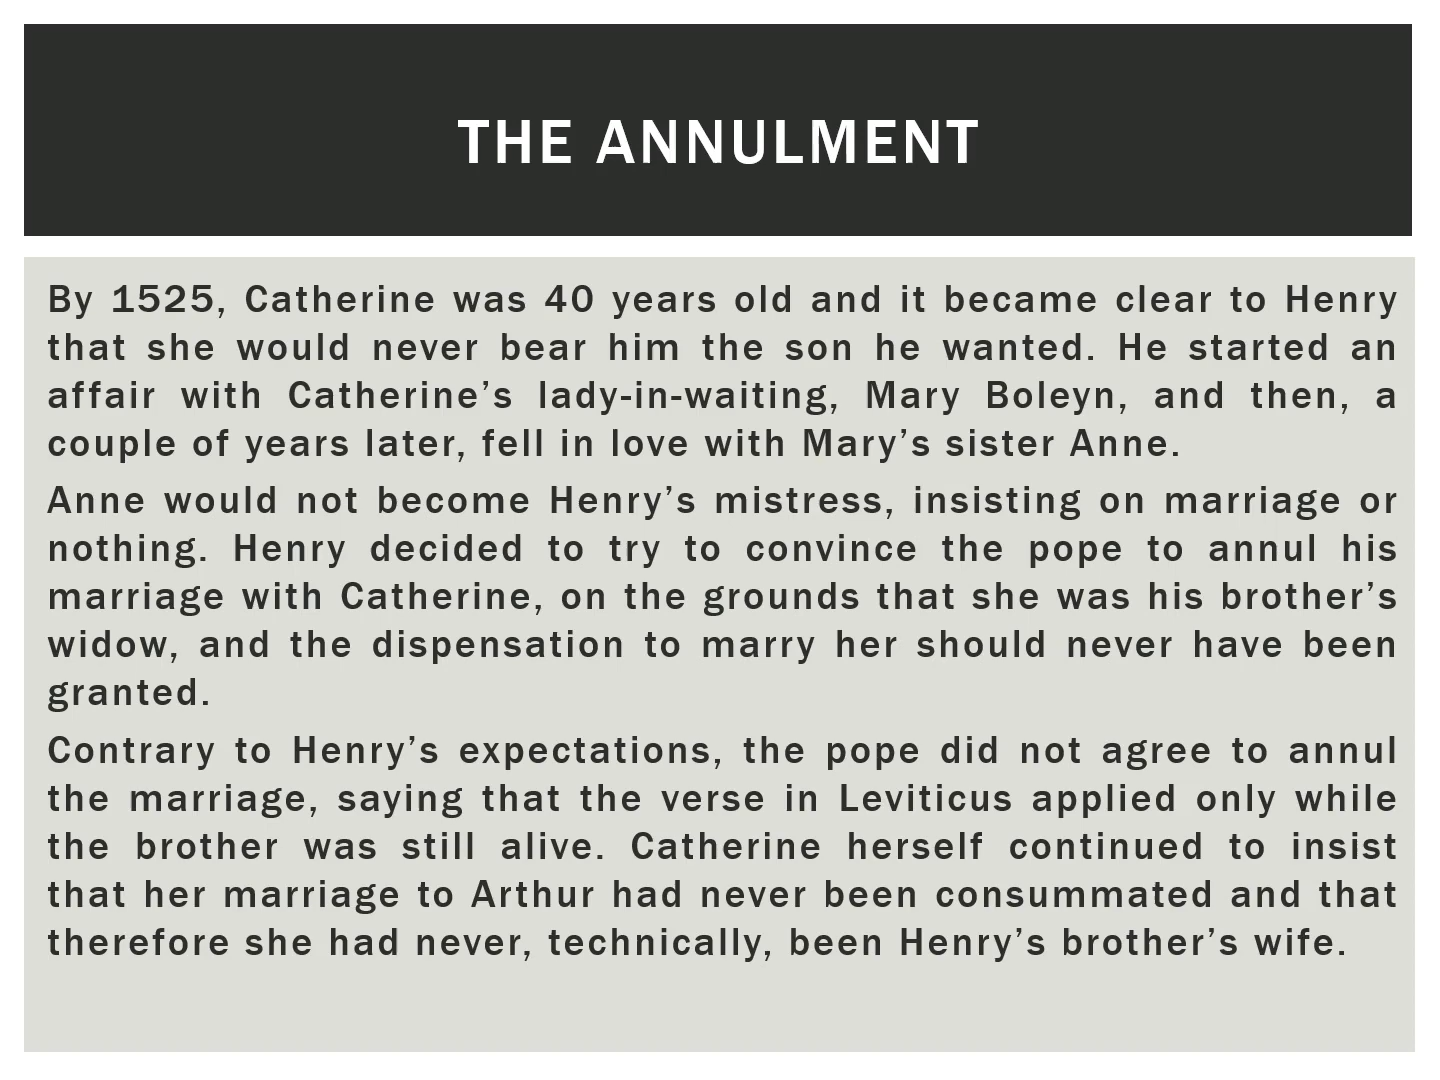 THE ANNULMENT
By 1525, Catherine was 40 years old and it became clear to Henry
that she would never bear him the son he wanted. He started an
affair with Catherine’s lady-in-waiting, Mary Boleyn, and then, a
couple of years later, fell in love with Mary’s sister Anne.
Anne would not become Henry’s mistress, insisting on marriage or
nothing. Henry decided to try to convince the pope to annul his
marriage with Catherine, on the grounds that she was his brother’s
widow, and the dispensation to marry her should never have been
granted.
Contrary to Henry’s expectations, the pope did not agree to annul
the marriage, saying that the verse in Leviticus applied only while
the brother was still alive. Catherine herself continued to insist
that her marriage to Arthur had never been consummated and that
therefore she had never, technically, been Henry’s brother’s wife.